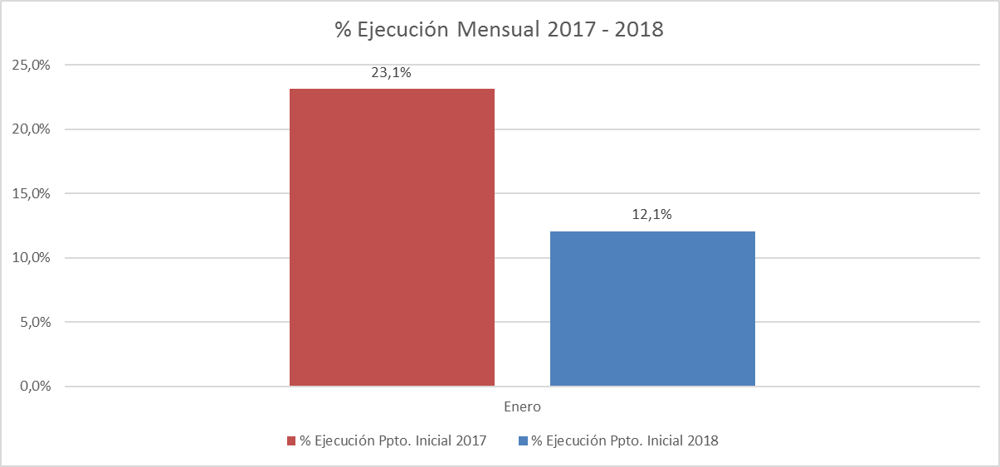 % Ejecución Mensual 2017 - 2018
25,0%
23,1%
20,0%
15,0%
12,1%
10,0%
5,0%
0,0%
Enero
% Ejecución Ppto. Inicial 2017
% Ejecución Ppto. Inicial 2018